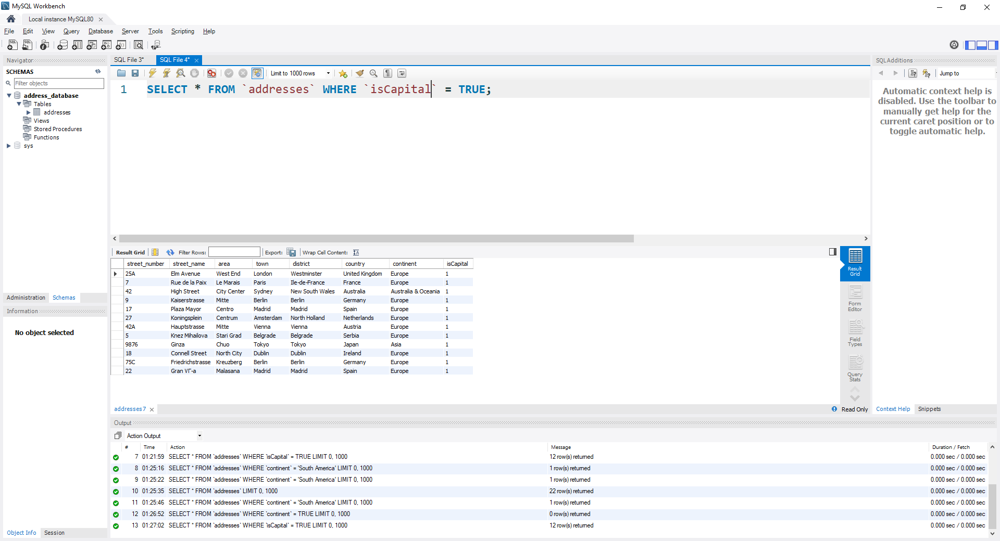 MySQL Workbench
Local instance MySQL80
File Edit View Query Database Server Tools Scripting Help
Navigator
SCHEMAS
Filter objects
address_database
Tables
addresses
Views
Stored Procedures
Functions
sys
Administration Schemas
Information
No object selected
Object Info Session
SQL File 3* SQL File 4*
Limit to 1000 rows
1 SELECT * FROM `addresses` WHERE `isCapital` = TRUE;
Result Grid Filter Rows: Export: Wrap Cell Content:
street_number street_name area town district country continent isCapital
25A Elm Avenue West End London Westminster United Kingdom Europe 1
7 Rue de la Paix Le Marais Paris Ile-de-France France Europe 1
42 High Street City Center Sydney New South Wales Australia Australia & Oceania 1
9 Kaiserstrasse Mitte Berlin Berlin Germany Europe 1
17 Plaza Mayor Centro Madrid Madrid Spain Europe 1
27 Koningsplein Centrum Amsterdam North Holland Netherlands Europe 1
42A Hauptstrasse Mitte Vienna Vienna Austria Europe 1
5 Knez Mihailova Stari Grad Belgrade Belgrade Serbia Europe 1
9876 Ginza Chuo Tokyo Tokyo Japan Asia 1
18 Connell Street North City Dublin Dublin Ireland Europe 1
75C Friedrichstrasse Kreuzberg Berlin Berlin Germany Europe 1
22 Gran Malasana Madrid Madrid Spain Europe 1
Result
Grid
Form
Editor
Field
Types
Query
Stats
addresses 7
Read Only
SQLAdditions
Jump to
Automatic context help is
disabled. Use the toolbar to
manually get help for the
current caret position or to
toggle automatic help.
Context Help Snippets
Output
Action Output
# Time Action Message Duration / Fetch
7 01:21:59 SELECT * FROM `addresses` WHERE `isCapital` = TRUE LIMIT 0, 1000 12 row(s) returned 0.000 sec / 0.000 sec
8 01:25:16 SELECT * FROM `addresses` WHERE `continent` = 'South America' LIMIT 0, 1000 1 row(s) returned 0.000 sec / 0.000 sec
9 01:25:22 SELECT * FROM `addresses` WHERE `continent` = 'South America' LIMIT 0, 1000 1 row(s) returned 0.000 sec / 0.000 sec
10 01:25:35 SELECT * FROM `addresses` LIMIT 0, 1000 22 row(s) returned 0.000 sec / 0.000 sec
11 01:25:46 SELECT * FROM `addresses` WHERE `continent` = 'South America' LIMIT 0, 1000 1 row(s) returned 0.000 sec / 0.000 sec
12 01:26:52 SELECT * FROM `addresses` WHERE `continent` = TRUE LIMIT 0, 1000 0 row(s) returned 0.000 sec / 0.000 sec
13 01:27:02 SELECT * FROM `addresses` WHERE `isCapital` = TRUE LIMIT 0, 1000 12 row(s) returned 0.000 sec / 0.000 sec